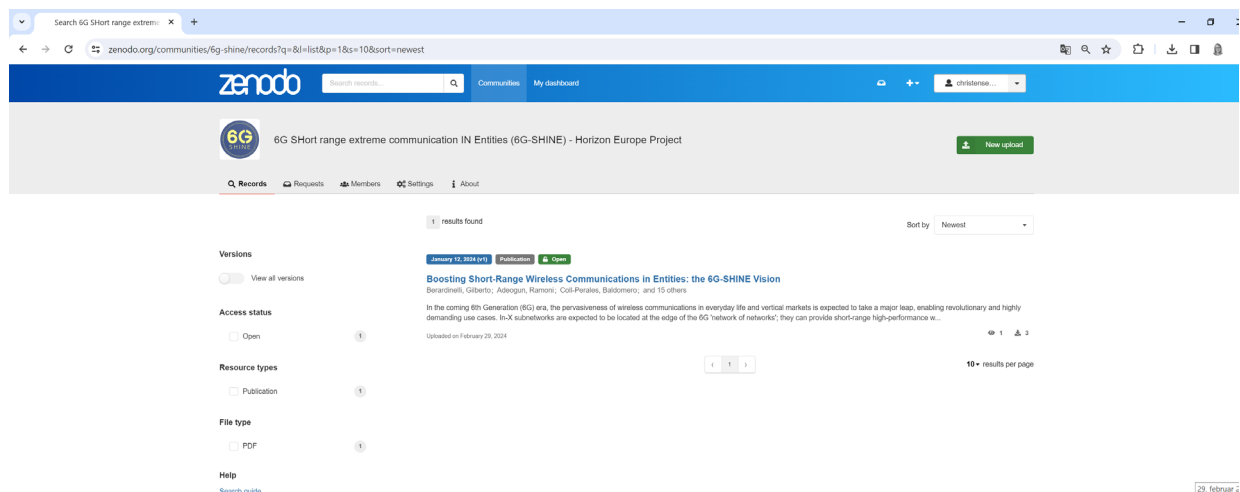 Search 6G SHort range extreme
zenodo.org/communities/6g-shine/records?q=&l=list&p=1&s=10&sort=newest
zenodo
Search records...
Communities
My dashboard
christense...
6G
SHINE
6G SHort range extreme communication IN Entities (6G-SHINE) - Horizon Europe Project
New upload
Records
Requests
Members
Settings
About
1 results found
Sort by
Newest
Versions
View all versions
January 12, 2024 (v1)
Publication
Open
Boosting Short-Range Wireless Communications in Entities: the 6G-SHINE Vision
Berardinelli, Gilberto; Adeogun, Ramoni; Coll-Perales, Baldomero; and 15 others
In the coming 6th Generation (6G) era, the pervasiveness of wireless communications in everyday life and vertical markets is expected to take a major leap, enabling revolutionary and highly
demanding use cases. In-X subnetworks are expected to be located at the edge of the 6G 'network of networks'; they can provide short-range high-performance w...
Uploaded on February 29, 2024
1
3
Access status
Open
1
‹ 1 ›
10 results per page
Resource types
Publication
1
File type
PDF
1
Help
Search guide
29. februar 2